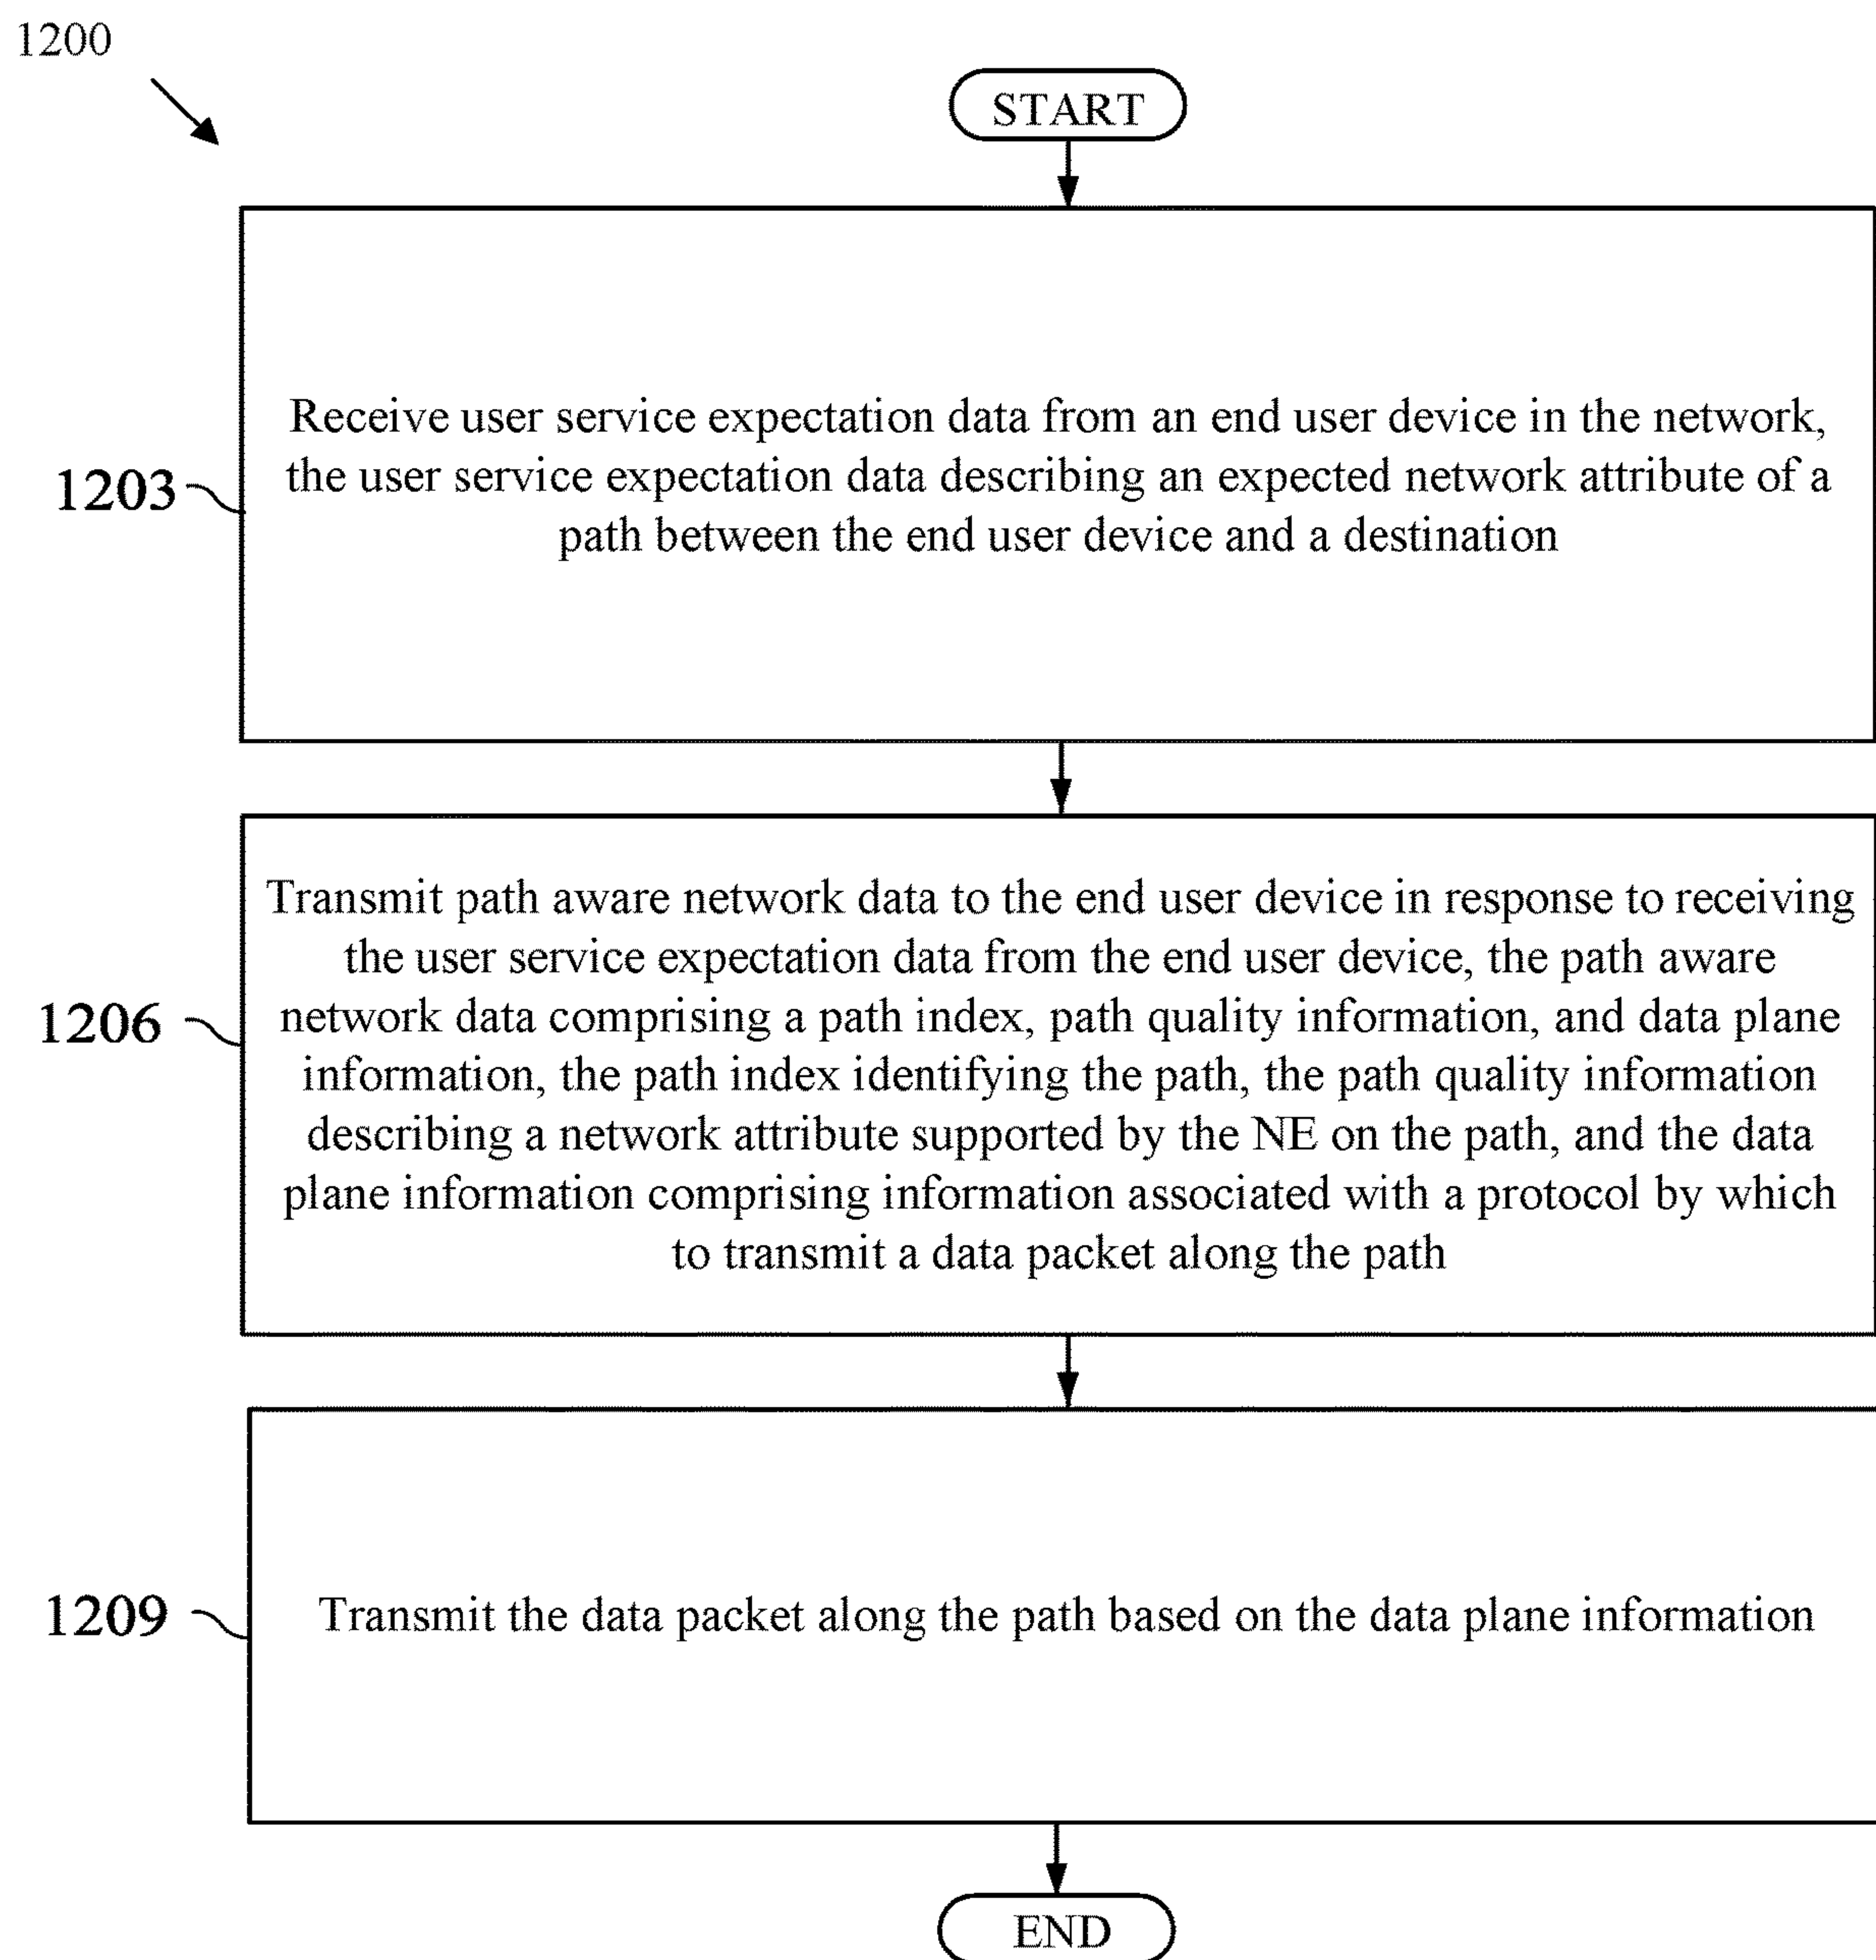 1200
START
Receive user service expectation data from an end user device in the network,
the user service expectation data describing an expected network attribute of a
path between the end user device and a destination
1203
Transmit path aware network data to the end user device in response to receiving
the user service expectation data from the end user device, the path aware
network data comprising a path index, path quality information, and data plane
information, the path index identifying the path, the path quality information
describing a network attribute supported by the NE on the path, and the data
plane information comprising information associated with a protocol by which
to transmit a data packet along the path
1206
Transmit the data packet along the path based on the data plane information
1209
END